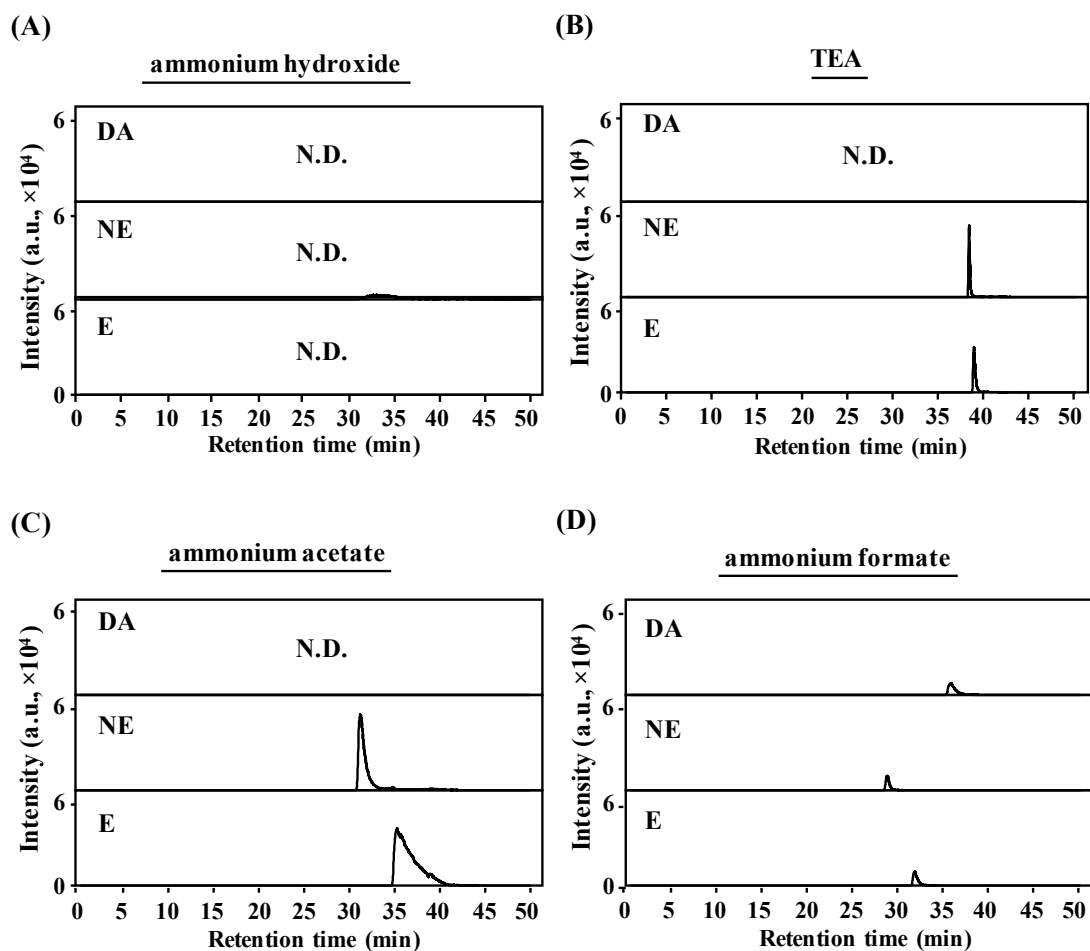 (A)
ammonium hydroxide
Intensity (a.u., ×10⁴)
6
DA
N.D.
6
NE
N.D.
6
E
N.D.
0
0 5 10 15 20 25 30 35 40 45 50
Retention time (min)
(B)
TEA
Intensity (a.u., ×10⁴)
6
DA
N.D.
6
NE
6
E
0
0 5 10 15 20 25 30 35 40 45 50
Retention time (min)
(C)
ammonium acetate
Intensity (a.u., ×10⁴)
6
DA
N.D.
6
NE
6
E
0
0 5 10 15 20 25 30 35 40 45 50
Retention time (min)
(D)
ammonium formate
Intensity (a.u., ×10⁴)
6
DA
6
NE
6
E
0
0 5 10 15 20 25 30 35 40 45 50
Retention time (min)